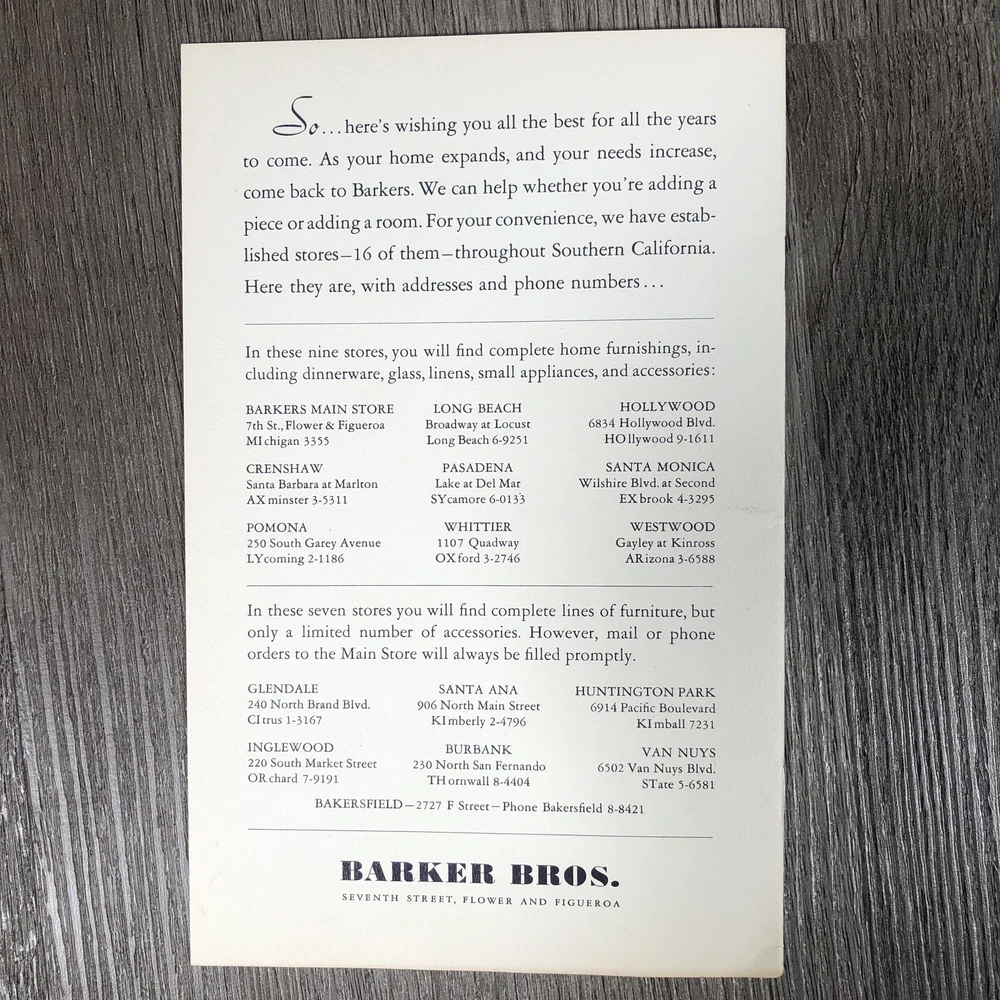 So...here's wishing you all the best for all the years
to come. As your home expands, and your needs increase,
come back to Barkers. We can help whether you're adding a
piece or adding a room. For your convenience, we have estab-
lished stores—16 of them—throughout Southern California.
Here they are, with addresses and phone numbers...
In these nine stores, you will find complete home furnishings, in-
cluding dinnerware, glass, linens, small appliances, and accessories:
BARKERS MAIN STORE
7th St., Flower & Figueroa
MIchigan 3355
LONG BEACH
Broadway at Locust
Long Beach 6-9251
HOLLYWOOD
6834 Hollywood Blvd.
HOllywood 9-1611
CRENSHAW
Santa Barbara at Marlton
AXminster 3-5311
PASADENA
Lake at Del Mar
SYcamore 6-0133
SANTA MONICA
Wilshire Blvd. at Second
EXbrook 4-3295
POMONA
250 South Garey Avenue
LYcoming 2-1186
WHITTIER
1107 Quadway
OXford 3-2746
WESTWOOD
Gayley at Kinross
ARizona 3-6588
In these seven stores you will find complete lines of furniture, but
only a limited number of accessories. However, mail or phone
orders to the Main Store will always be filled promptly.
GLENDALE
240 North Brand Blvd.
CItrus 1-3167
SANTA ANA
906 North Main Street
KImberly 2-4796
HUNTINGTON PARK
6914 Pacific Boulevard
KImball 7231
INGLEWOOD
220 South Market Street
ORchard 7-9191
BURBANK
230 North San Fernando
THornwall 8-4404
VAN NUYS
6502 Van Nuys Blvd.
STate 5-6581
BAKERSFIELD—2727 F Street—Phone Bakersfield 8-8421
BARKER BROS.
SEVENTH STREET, FLOWER AND FIGUEROA